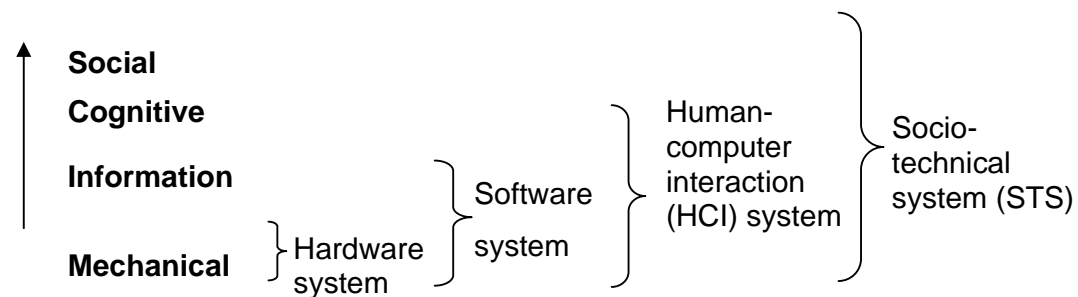 Social
Cognitive
Information
Mechanical
Hardware
system
Software
system
Human-
computer
interaction
(HCI) system
Socio-
technical
system (STS)